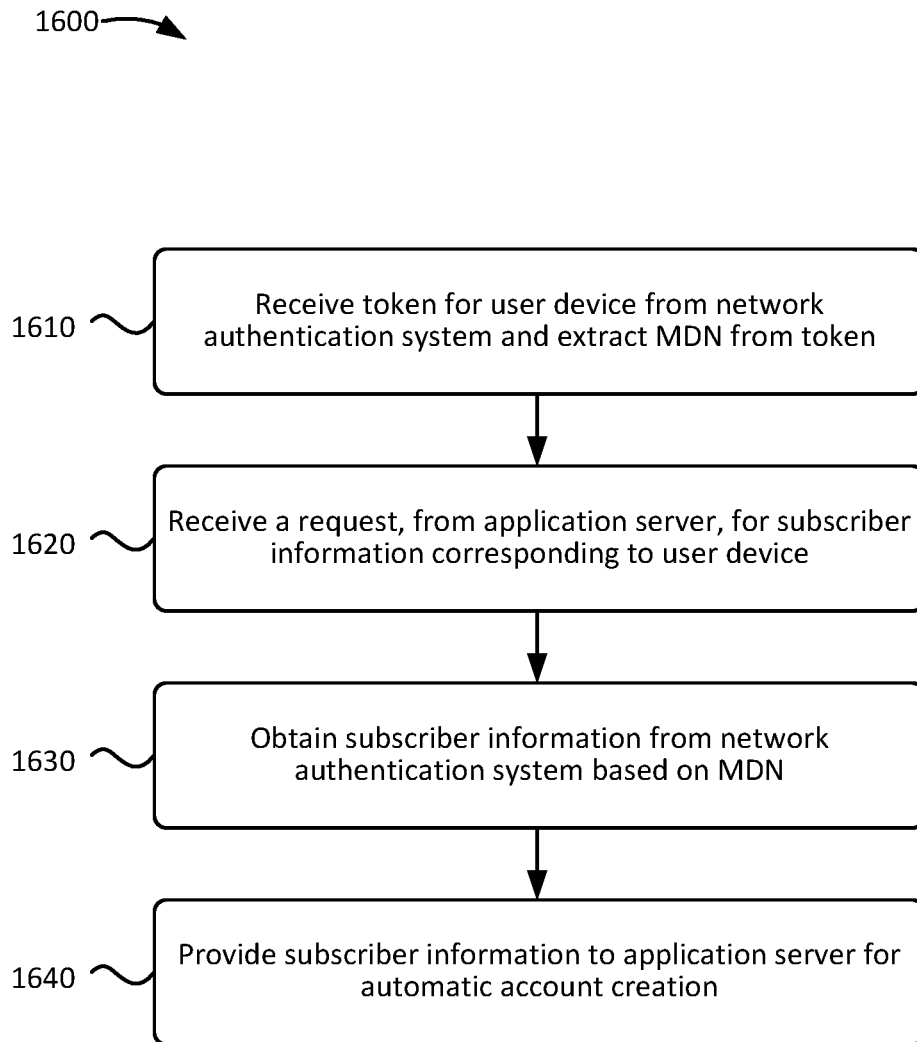 1600
1610
Receive token for user device from network
authentication system and extract MDN from token
1620
Receive a request, from application server, for subscriber
information corresponding to user device
1630
Obtain subscriber information from network
authentication system based on MDN
1640
Provide subscriber information to application server for
automatic account creation